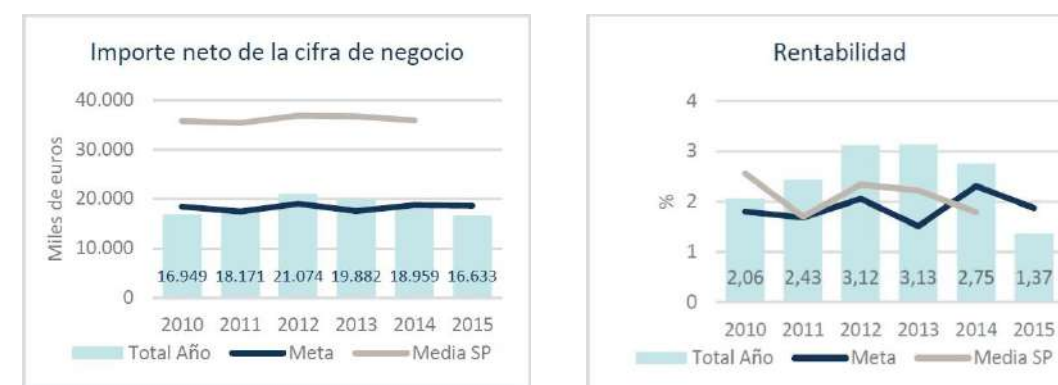 Importe neto de la cifra de negocio
40.000
30.000
20.000
10.000
0
Miles de euros
16.949 18.171 21.074 19.882 18.959 16.633
2010 2011 2012 2013 2014 2015
Total Año Meta Media SP
Rentabilidad
4
3
2
1
0
%
2,06 2,43 3,12 3,13 2,75 1,37
2010 2011 2012 2013 2014 2015
Total Año Meta Media SP